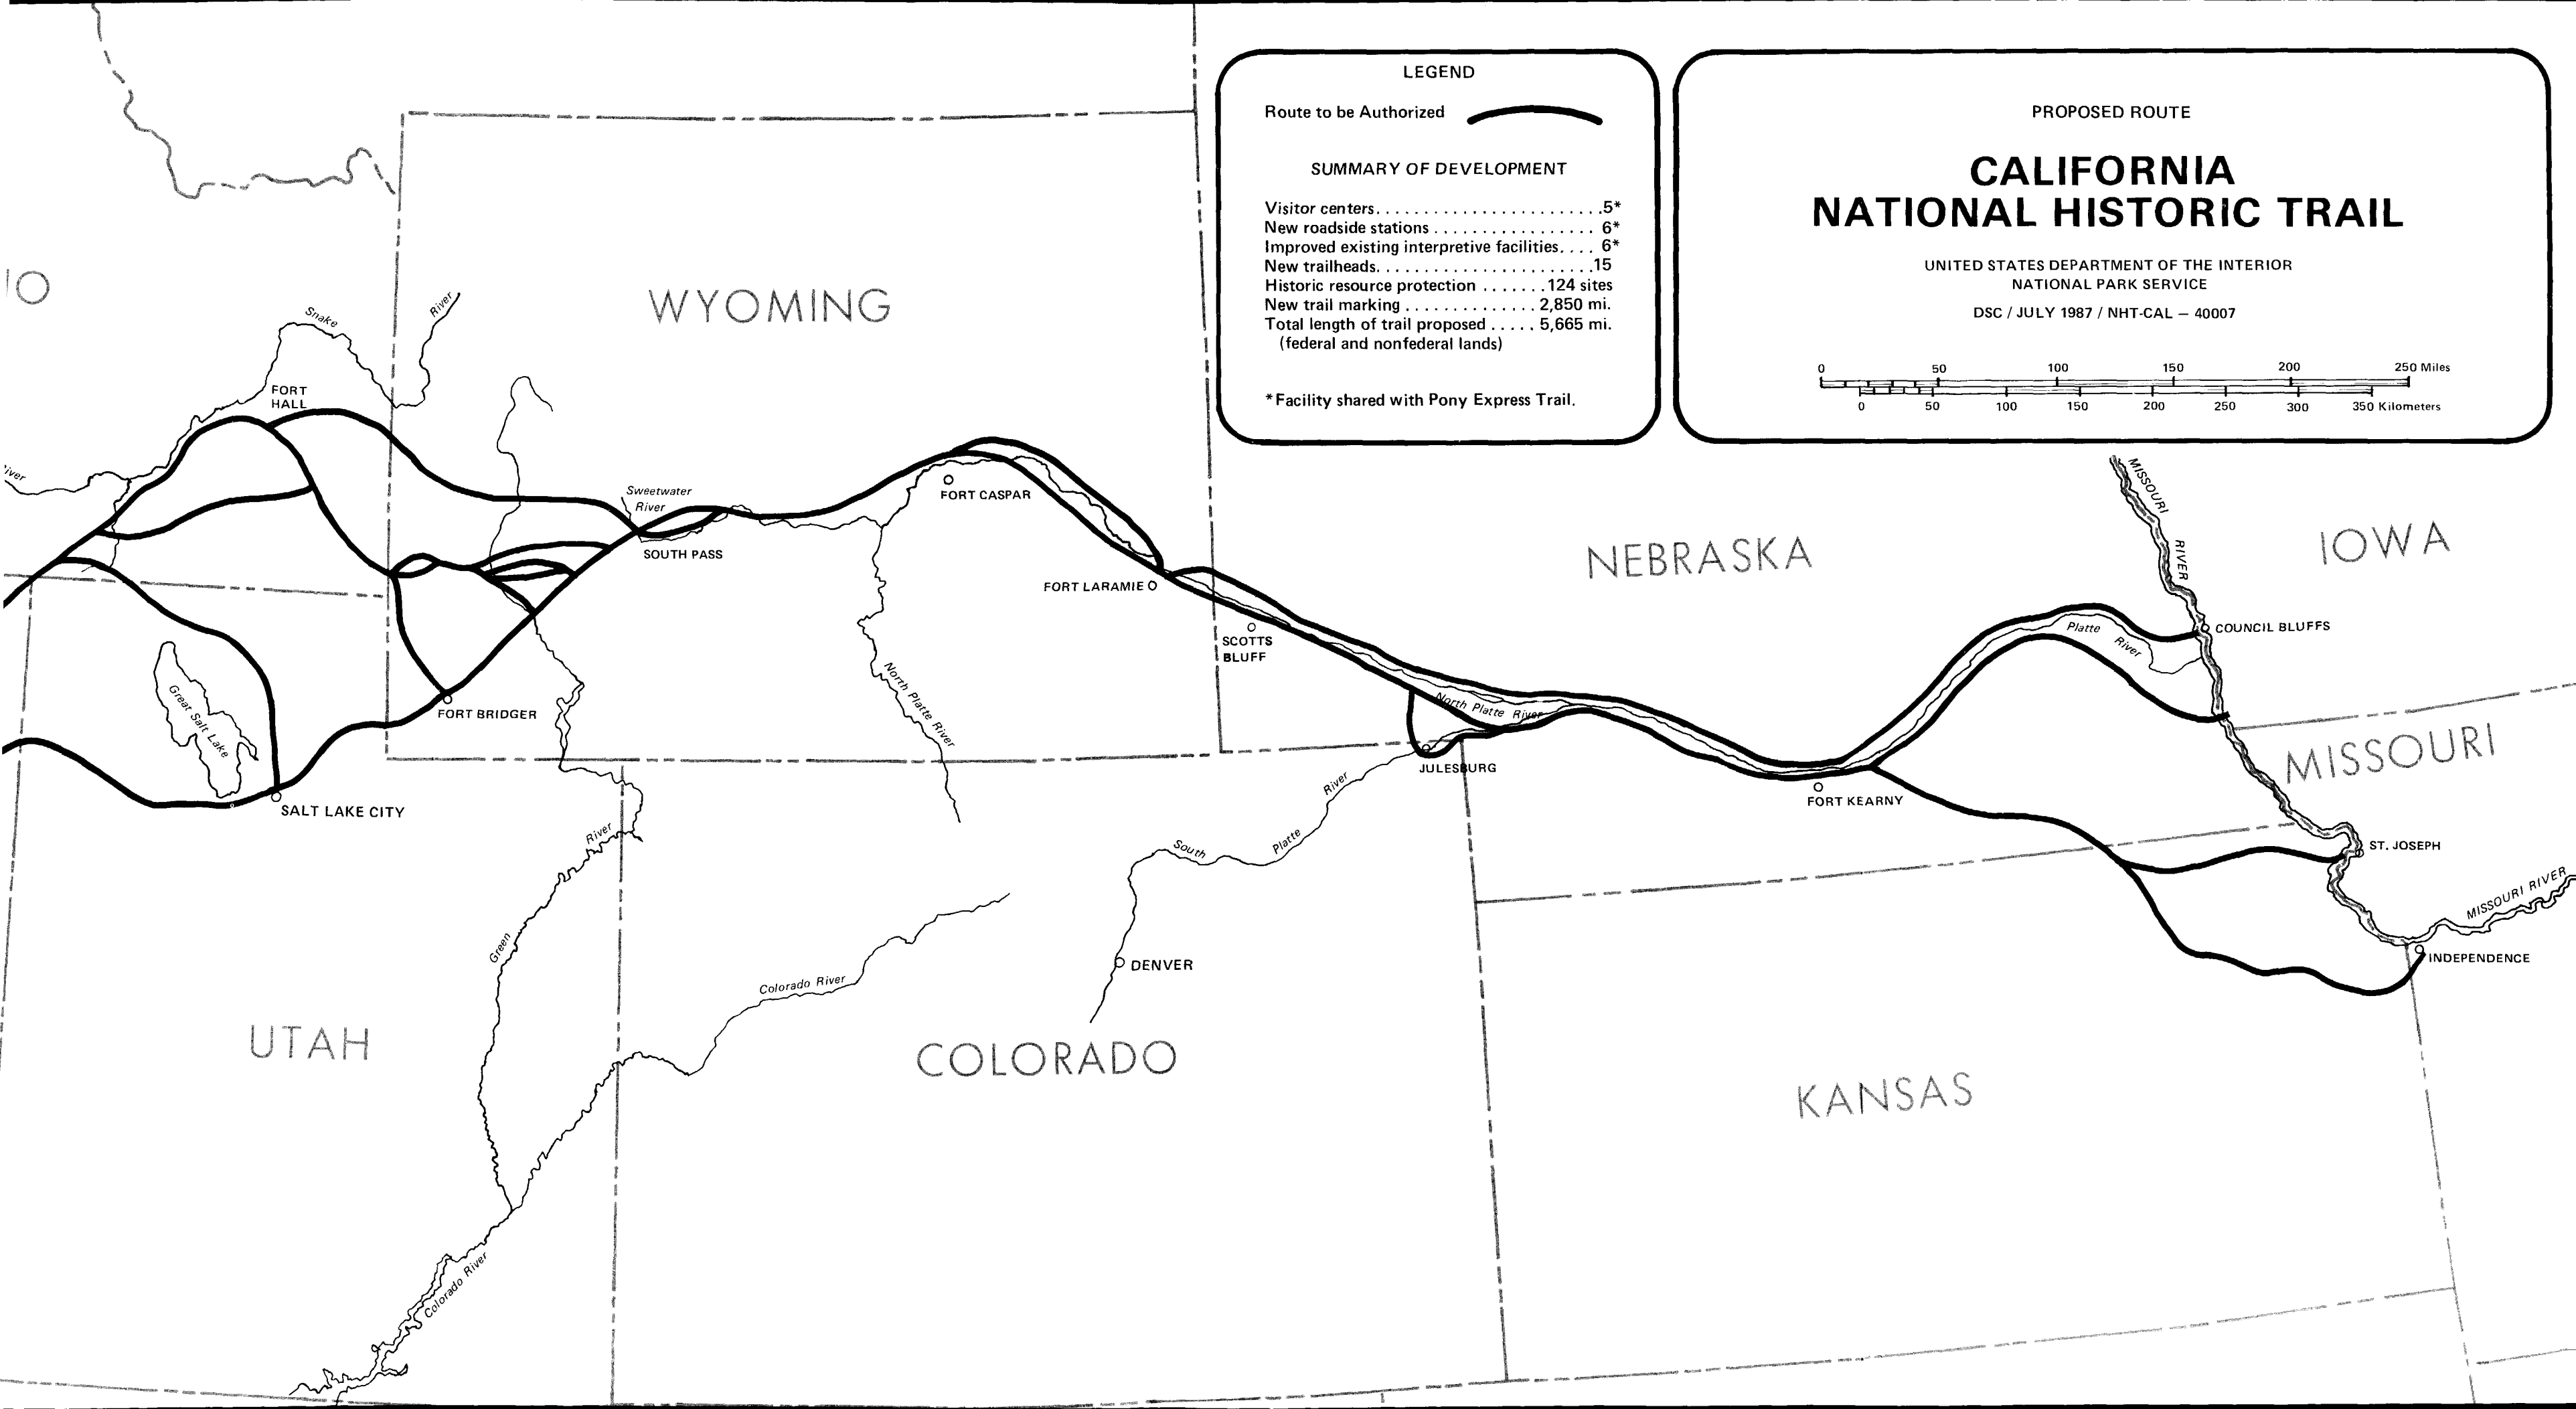 LEGEND
Route to be Authorized
SUMMARY OF DEVELOPMENT
Visitor centers. . . . . . . . . . . . . . . . . . . . . . . .5*
New roadside stations . . . . . . . . . . . . . . . . . 6*
Improved existing interpretive facilities. . . . 6*
New trailheads. . . . . . . . . . . . . . . . . . . . . . .15
Historic resource protection . . . . . . . 124 sites
New trail marking . . . . . . . . . . . . . . 2,850 mi.
Total length of trail proposed . . . . . 5,665 mi.
(federal and nonfederal lands)
*Facility shared with Pony Express Trail.
PROPOSED ROUTE
CALIFORNIA
NATIONAL HISTORIC TRAIL
UNITED STATES DEPARTMENT OF THE INTERIOR
NATIONAL PARK SERVICE
DSC / JULY 1987 / NHT-CAL – 40007
0 50 100 150 200 250 Miles
0 50 100 150 200 250 300 350 Kilometers
IO
WYOMING
Snake
River
FORT
HALL
iver
Sweetwater
River
SOUTH PASS
FORT CASPAR
FORT LARAMIE
SCOTTS
BLUFF
NEBRASKA
IOWA
MISSOURI
RIVER
COUNCIL BLUFFS
Platte
River
North Platte River
North Platte River
FORT BRIDGER
Great Salt Lake
SALT LAKE CITY
JULESBURG
FORT KEARNY
MISSOURI
ST. JOSEPH
MISSOURI RIVER
INDEPENDENCE
River
Green
South
Platte
River
DENVER
Colorado River
UTAH
COLORADO
KANSAS
Colorado River